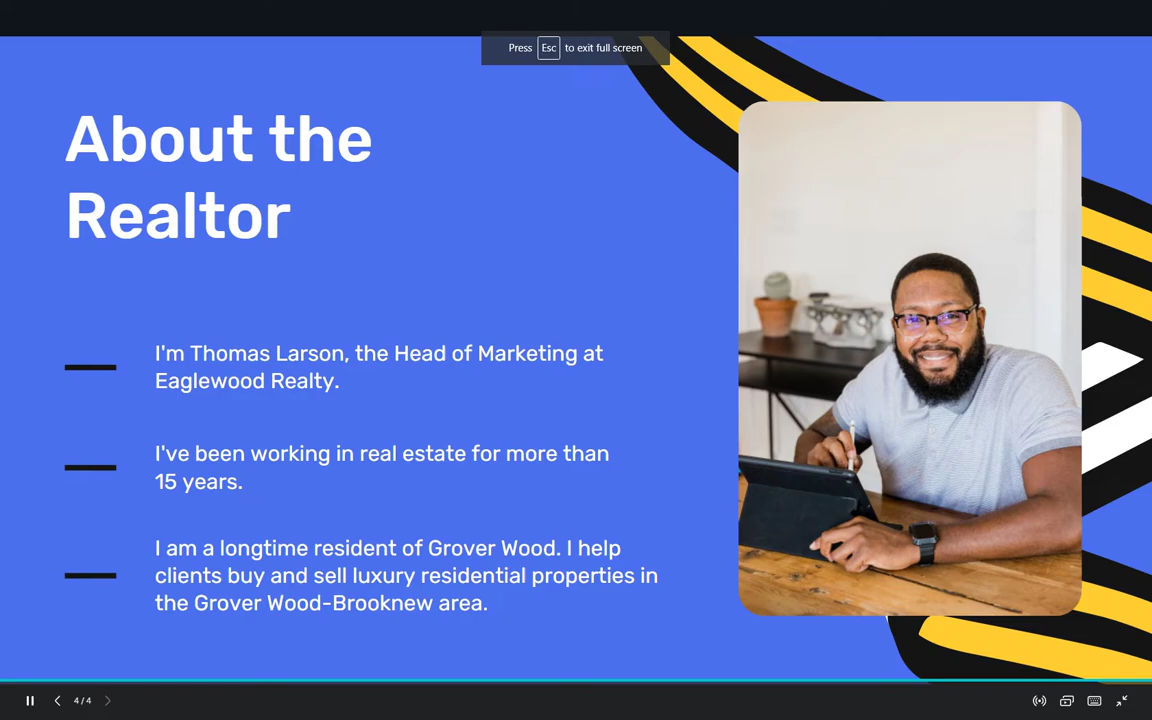 Press Esc to exit full screen
About the
Realtor
I'm Thomas Larson, the Head of Marketing at
Eaglewood Realty.
I've been working in real estate for more than
15 years.
I am a longtime resident of Grover Wood. I help
clients buy and sell luxury residential properties in
the Grover Wood-Brooknew area.
4/4